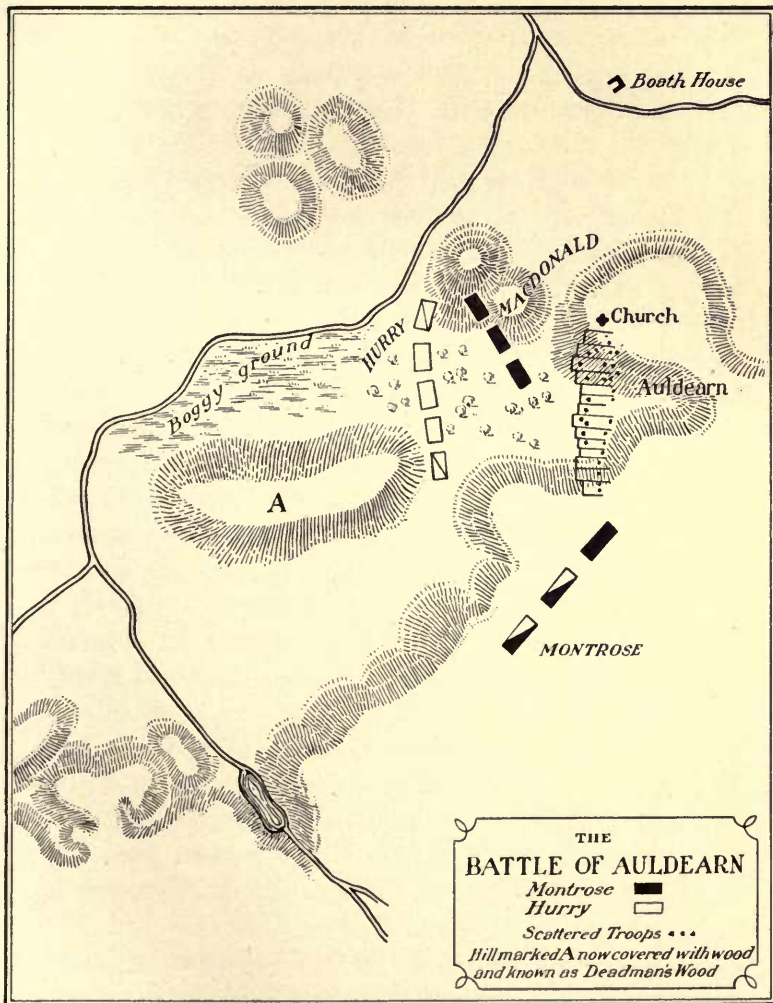 Boath House
MACDONALD
Church
HURRY
Boggy ground
Auldearn
A
MONTROSE
THE
BATTLE OF AULDEARN
Montrose
Hurry
Scattered Troops
Hill marked A now covered with wood
and known as Deadman's Wood